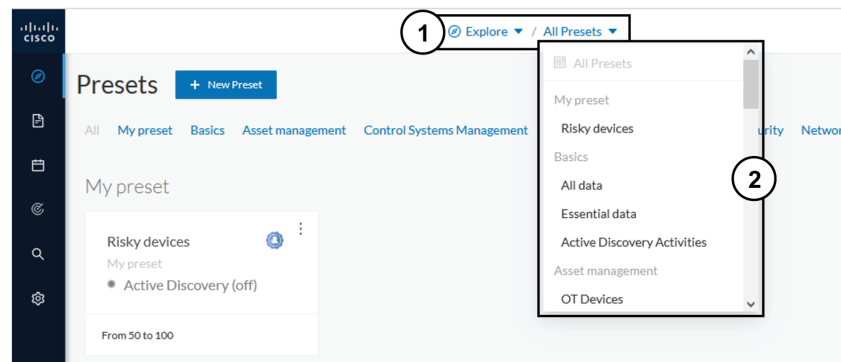 CISCO
1
Explore / All Presets
Presets
+ New Preset
All My preset Basics Asset management Control Systems Management
urity Networ
My preset
Risky devices
My preset
Active Discovery (off)
From 50 to 100
All Presets
My preset
Risky devices
Basics
All data
Essential data
Active Discovery Activities
Asset management
OT Devices
2